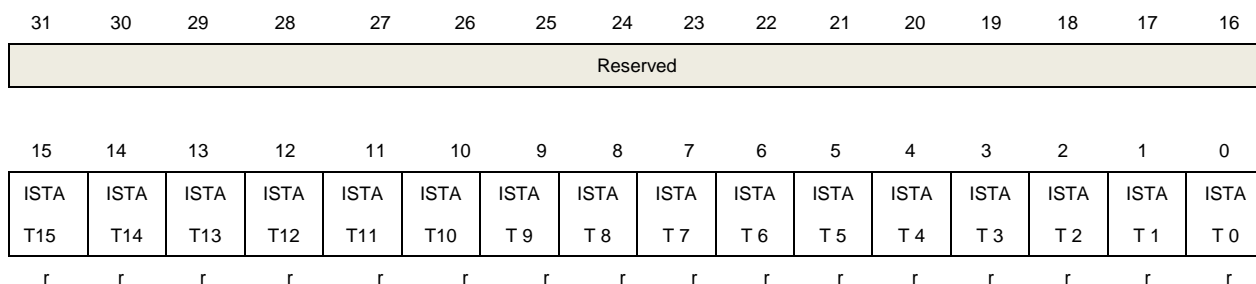 31 30 29 28 27 26 25 24 23 22 21 20 19 18 17 16
Reserved
15 14 13 12 11 10 9 8 7 6 5 4 3 2 1 0
ISTA ISTA ISTA ISTA ISTA ISTA ISTA ISTA ISTA ISTA ISTA ISTA ISTA ISTA ISTA ISTA
T15 T14 T13 T12 T11 T10 T 9 T 8 T 7 T 6 T 5 T 4 T 3 T 2 T 1 T 0
r r r r r r r r r r r r r r r r